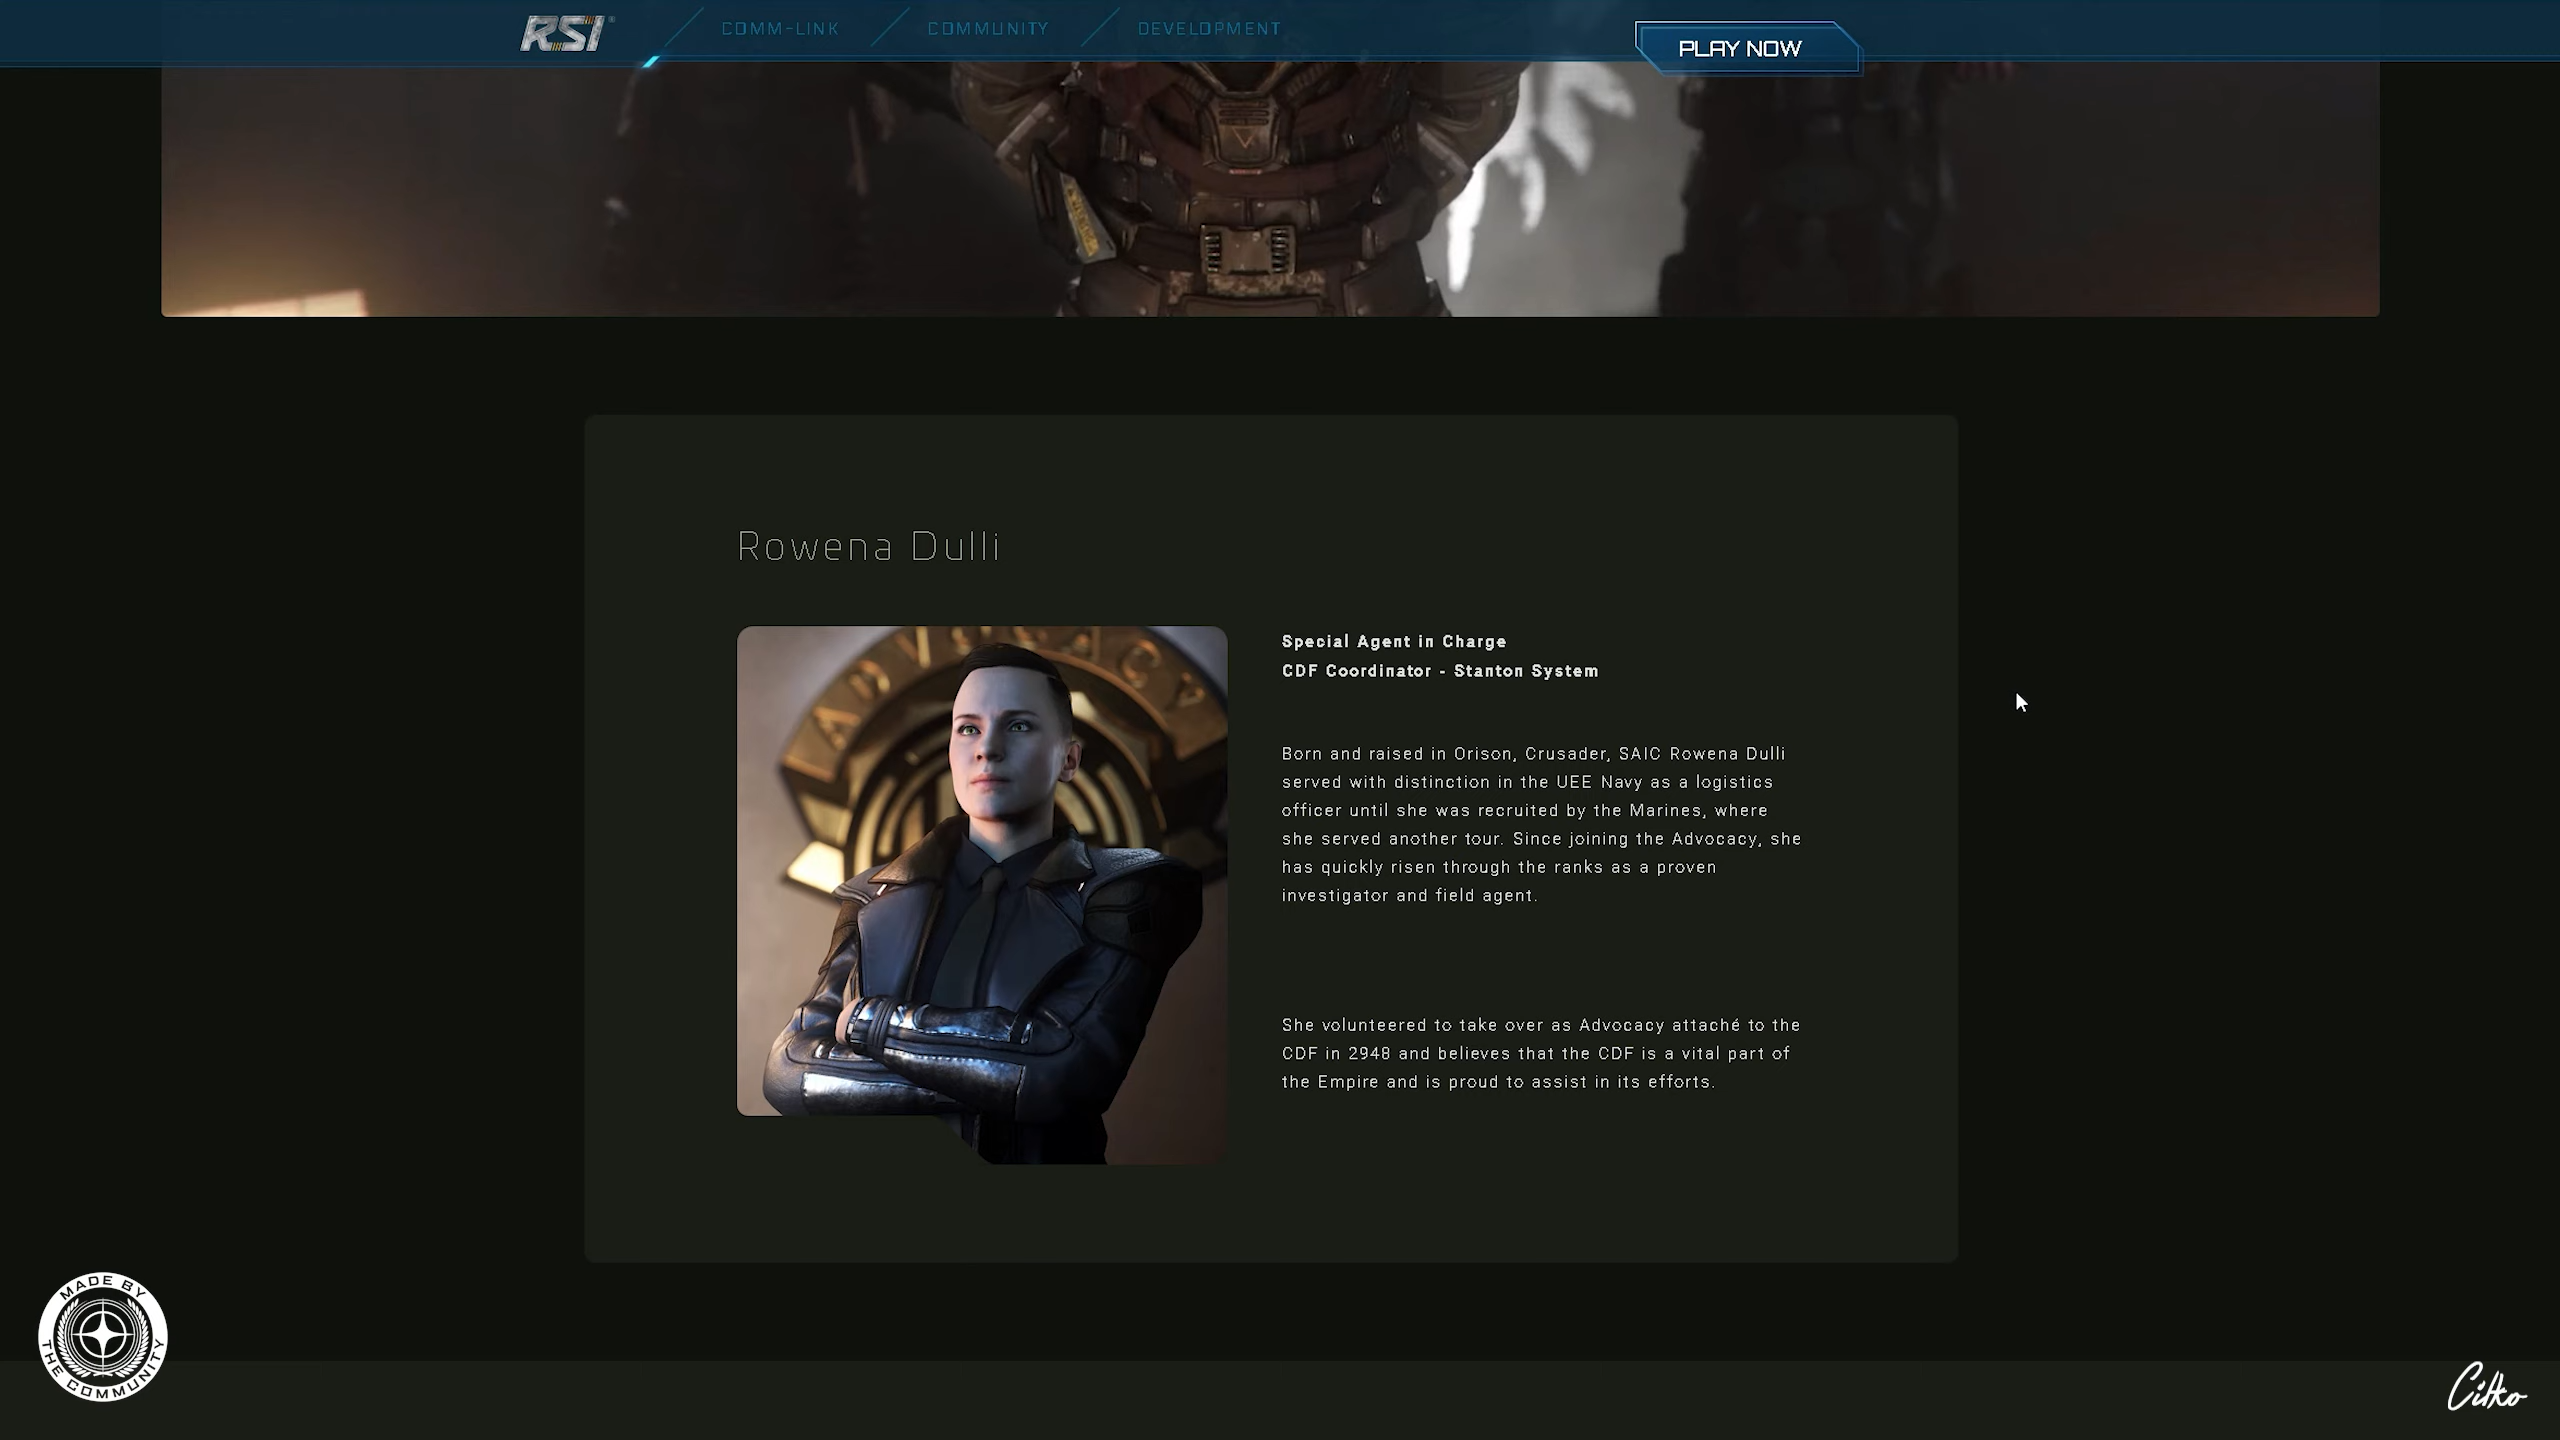 RSI
COMM-LINK
COMMUNITY
DEVELOPMENT
PLAY NOW
Rowena Dulli
ADVOCACY
Special Agent in Charge
CDF Coordinator - Stanton System
Born and raised in Orison, Crusader, SAIC Rowena Dulli
served with distinction in the UEE Navy as a logistics
officer until she was recruited by the Marines, where
she served another tour. Since joining the Advocacy, she
has quickly risen through the ranks as a proven
investigator and field agent.
She volunteered to take over as Advocacy attaché to the
CDF in 2948 and believes that the CDF is a vital part of
the Empire and is proud to assist in its efforts.
MADE BY
THE COMMUNITY
Citko